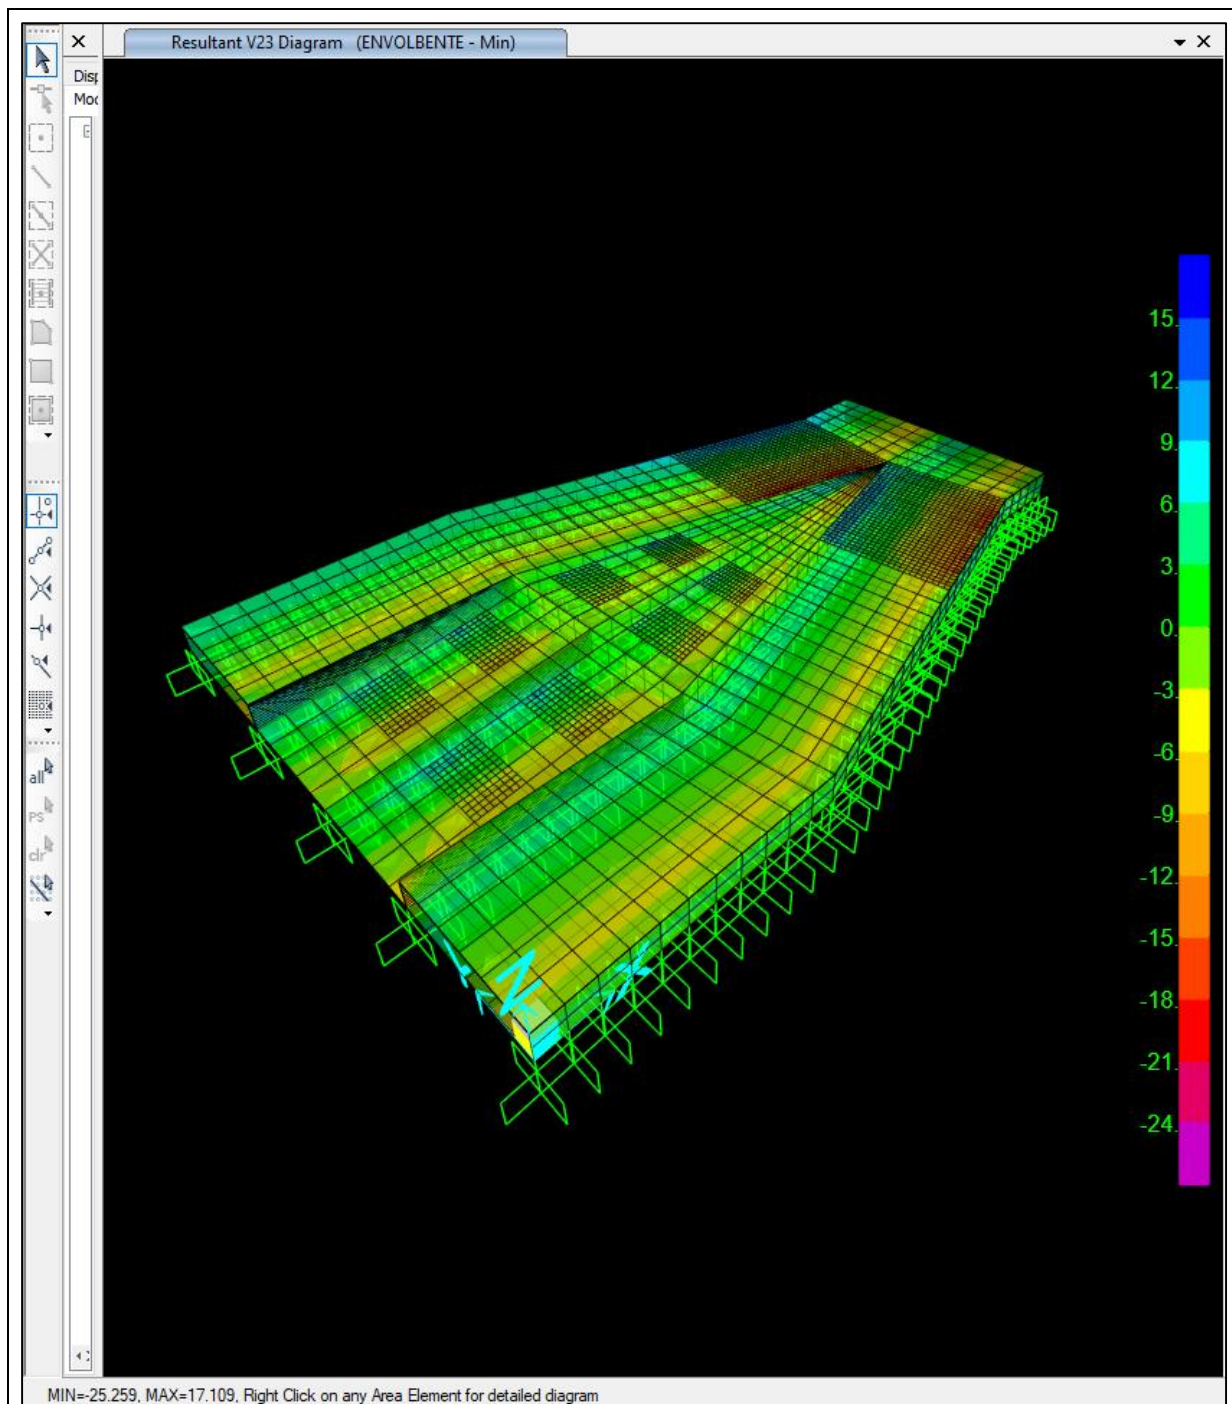 Resultant V23 Diagram (ENVOLBENTE - Min)
Disp
Mod
15.
12.
9.
6.
3.
0.
-3.
-6.
-9.
-12.
-15.
-18.
-21.
-24.
all
PS
clr
Z
X
MIN=-25.259, MAX=17.109, Right Click on any Area Element for detailed diagram